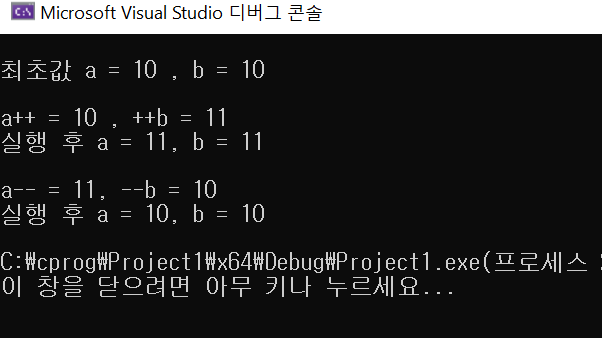 Microsoft Visual Studio 디버그 콘솔
최초값 a = 10 , b = 10
a++ = 10 , ++b = 11
실행 후 a = 11, b = 11
a-- = 11, --b = 10
실행 후 a = 10, b = 10
C:₩cprog₩Project1₩x64₩Debug₩Project1.exe(프로세스
이 창을 닫으려면 아무 키나 누르세요...